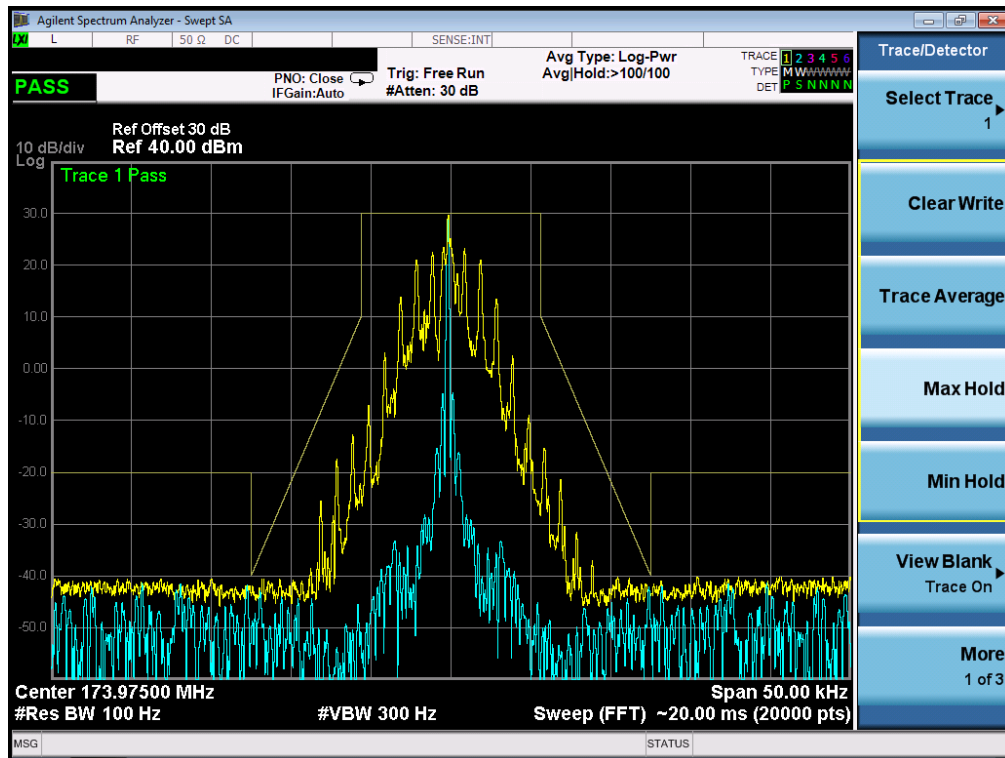 Agilent Spectrum Analyzer - Swept SA
LXI L RF 50 Ω DC SENSE:INT
Trace/Detector
PASS
PNO: Close
IFGain:Auto
Trig: Free Run
#Atten: 30 dB
Avg Type: Log-Pwr
Avg|Hold:>100/100
TRACE 1 2 3 4 5 6
TYPE M W W W W W
DET P S N N N N
Select Trace
1
Ref Offset 30 dB
10 dB/div Ref 40.00 dBm
Log
Trace 1 Pass
30.0
20.0
10.0
0.00
-10.0
-20.0
-30.0
-40.0
-50.0
Clear Write
Trace Average
Max Hold
Min Hold
View Blank
Trace On
More
1 of 3
Center 173.97500 MHz Span 50.00 kHz
#Res BW 100 Hz #VBW 300 Hz Sweep (FFT) ~20.00 ms (20000 pts)
MSG STATUS